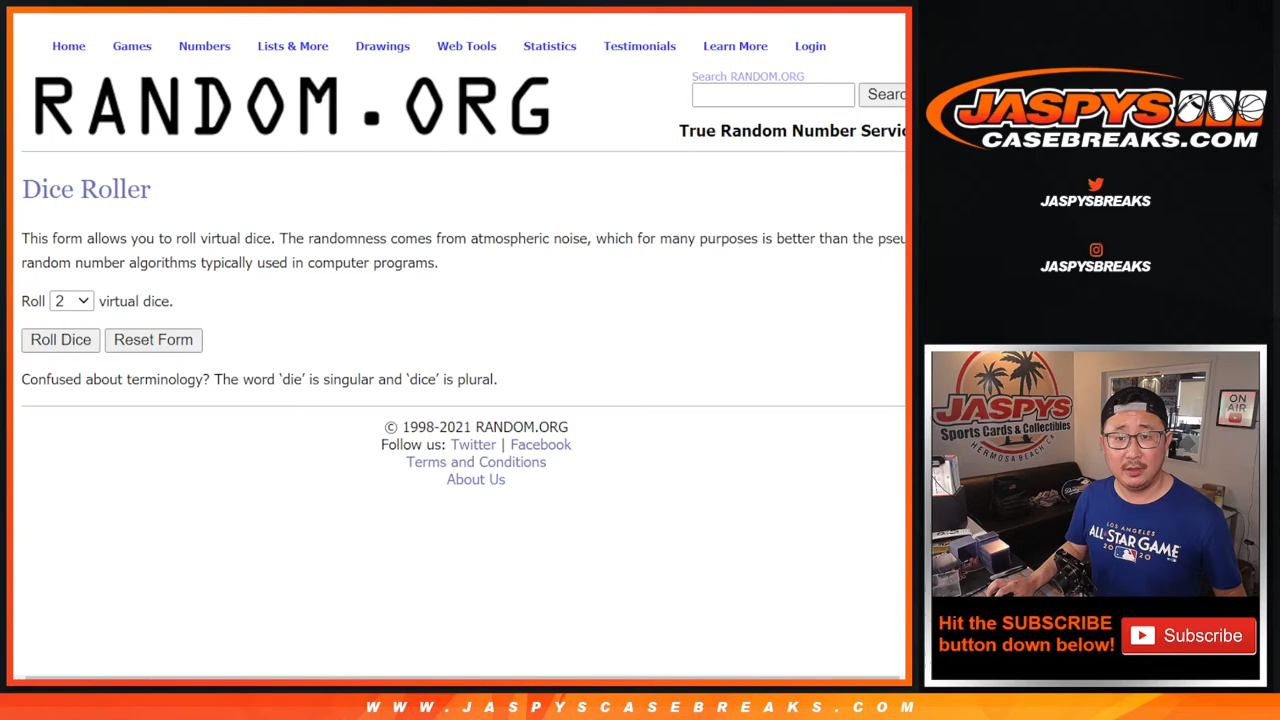 Home Games Numbers Lists & More Drawings Web Tools Statistics Testimonials Learn More Login
RANDOM.ORG
Search RANDOM.ORG
True Random Number
Dice Roller
This form allows you to roll virtual dice. The randomness comes from atmospheric noise, which for many purposes is better than the
random number algorithms typically used in computer programs.
Roll 2 virtual dice.
Roll Dice Reset Form
Confused about terminology? The word ‘die’ is singular and ‘dice’ is plural.
© 1998-2021 RANDOM.ORG
Follow us: Twitter | Facebook
Terms and Conditions
About Us
JASPYS
CASEBREAKS.COM
JASPYSBREAKS
JASPYSBREAKS
JASPYS
Sports Cards & Collectibles
HERMOSA BEACH, CA
ON
AIR
LOS ANGELES
ALL STAR GAME
2020
Hit the SUBSCRIBE
button down below!
Subscribe
WWW.JASPYSCASEBREAKS.COM